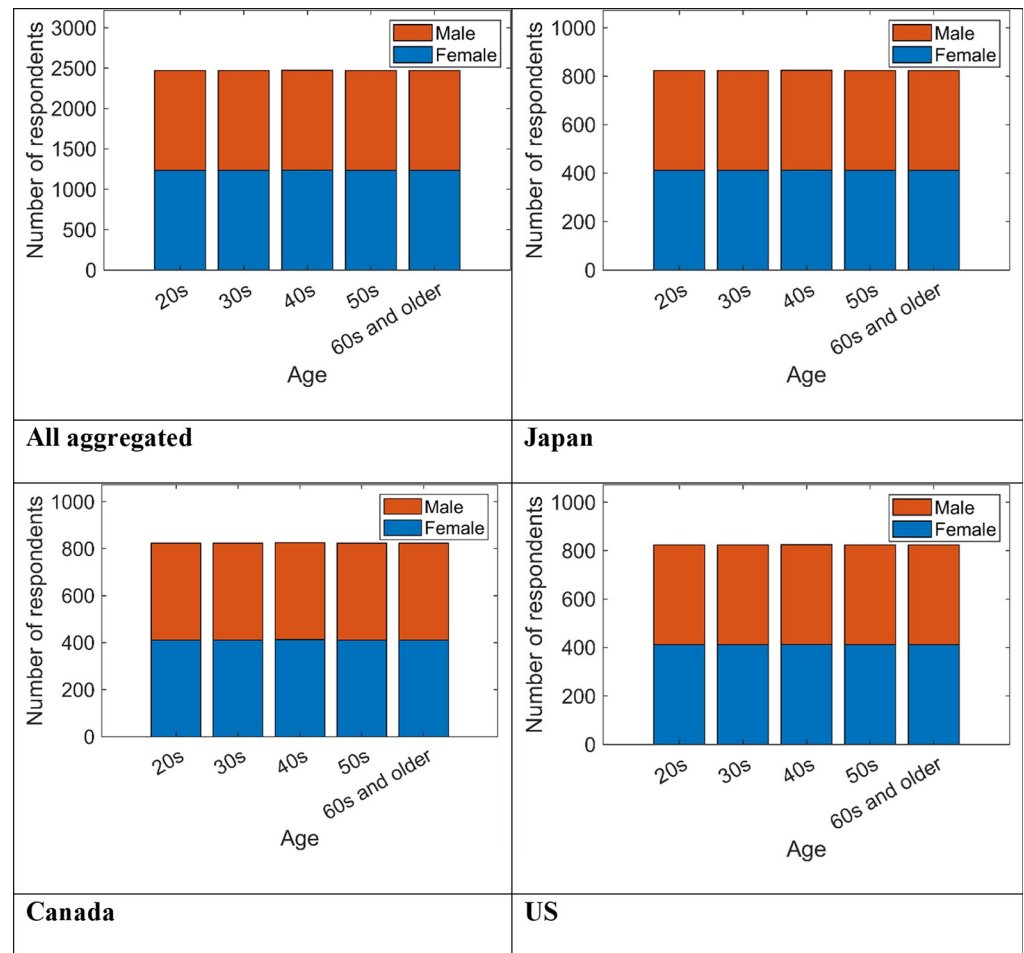 Number of respondents
3000
2500
2000
1500
1000
500
0
Male
Female
20s
30s
40s
50s
60s and older
Age
All aggregated
Number of respondents
1000
800
600
400
200
0
Male
Female
20s
30s
40s
50s
60s and older
Age
Japan
Number of respondents
1000
800
600
400
200
0
Male
Female
20s
30s
40s
50s
60s and older
Age
Canada
Number of respondents
1000
800
600
400
200
0
Male
Female
20s
30s
40s
50s
60s and older
Age
US